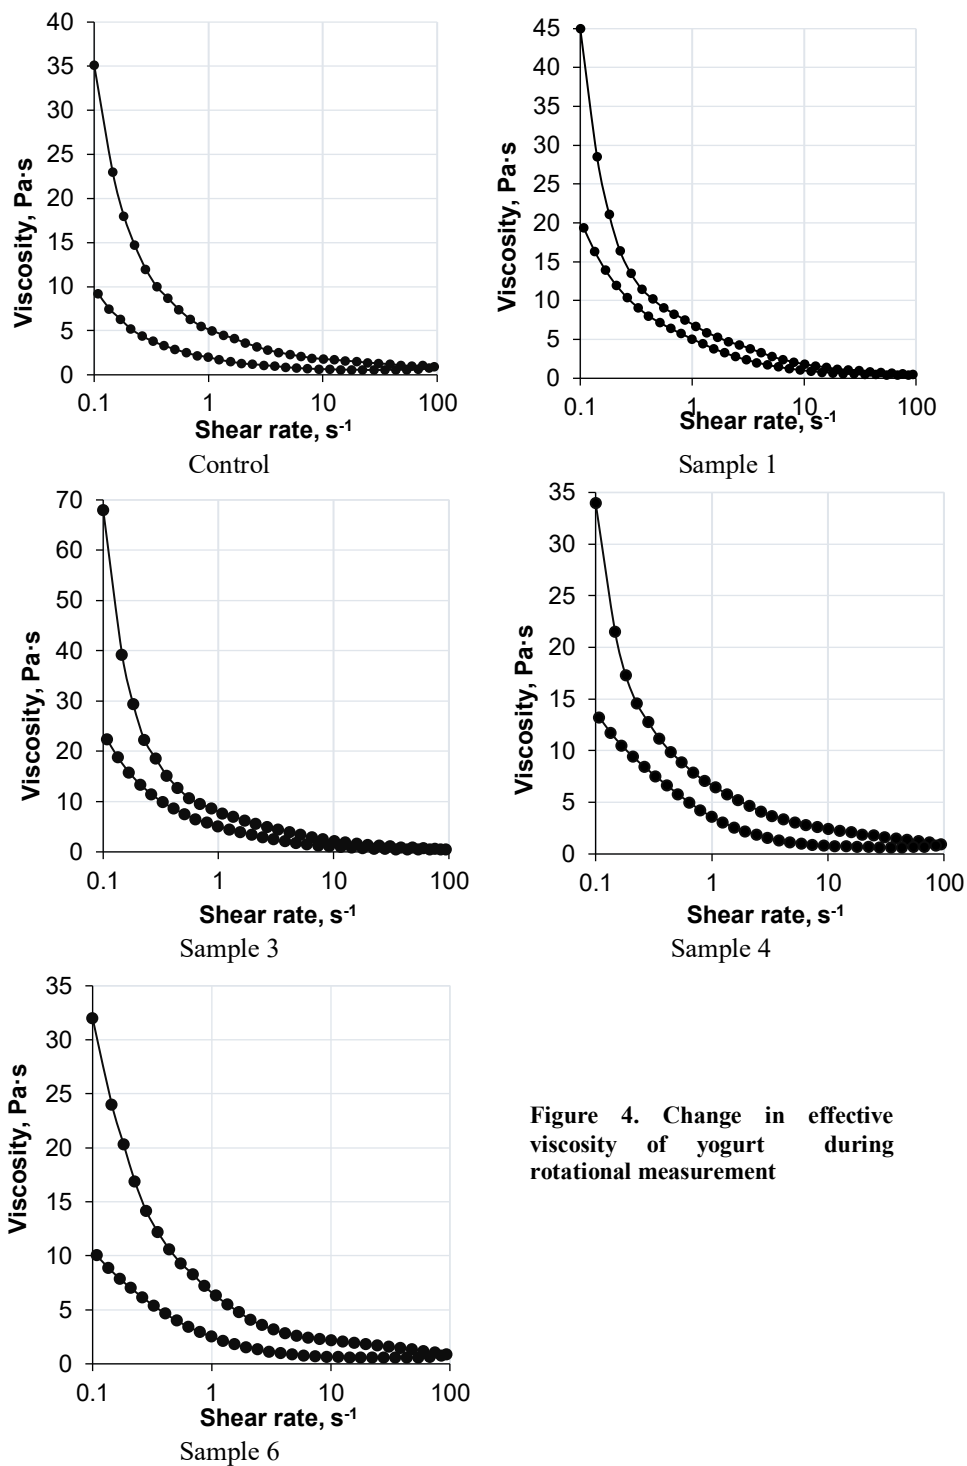 40
35
30
25
20
15
10
5
0
Viscosity, Pa·s
0.1 1 10 100
Shear rate, s-1
Control
45
40
35
30
25
20
15
10
5
0
Viscosity, Pa·s
0.1 1 10 100
Shear rate, s-1
Sample 1
70
60
50
40
30
20
10
0
Viscosity, Pa·s
0.1 1 10 100
Shear rate, s-1
Sample 3
35
30
25
20
15
10
5
0
Viscosity, Pa·s
0.1 1 10 100
Shear rate, s-1
Sample 4
35
30
25
20
15
10
5
0
Viscosity, Pa·s
0.1 1 10 100
Shear rate, s-1
Sample 6
Figure 4. Change in effective
viscosity of yogurt during
rotational measurement